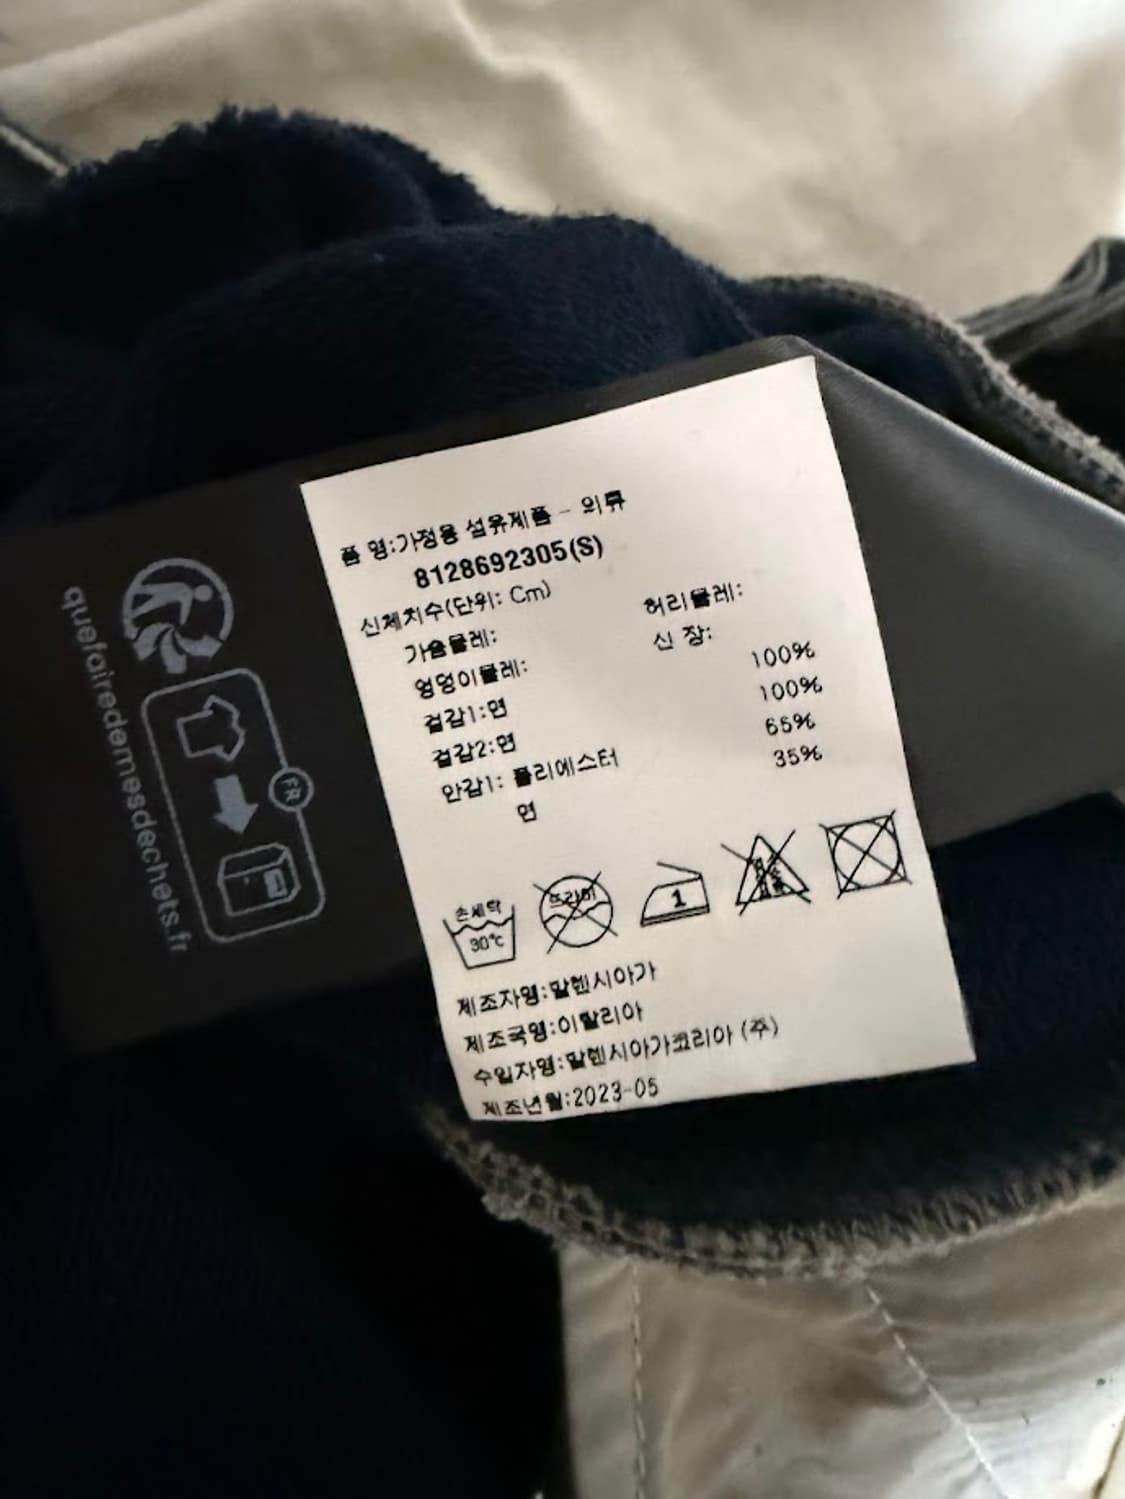 품 명:가정용 섬유제품 - 의류
8128692305(S)
신체치수(단위: Cm)
가슴둘레:
허리둘레:
엉덩이둘레:
신 장:
겉감1:면 100%
겉감2:면 100%
안감1: 폴리에스터 65%
면 35%
손세탁
30℃
드라이
1
염소
표백
제조자명:발렌시아가
제조국명:이탈리아
수입자명:발렌시아가코리아 (주)
제조년월:2023-05
FR
quefairedemesdechets.fr